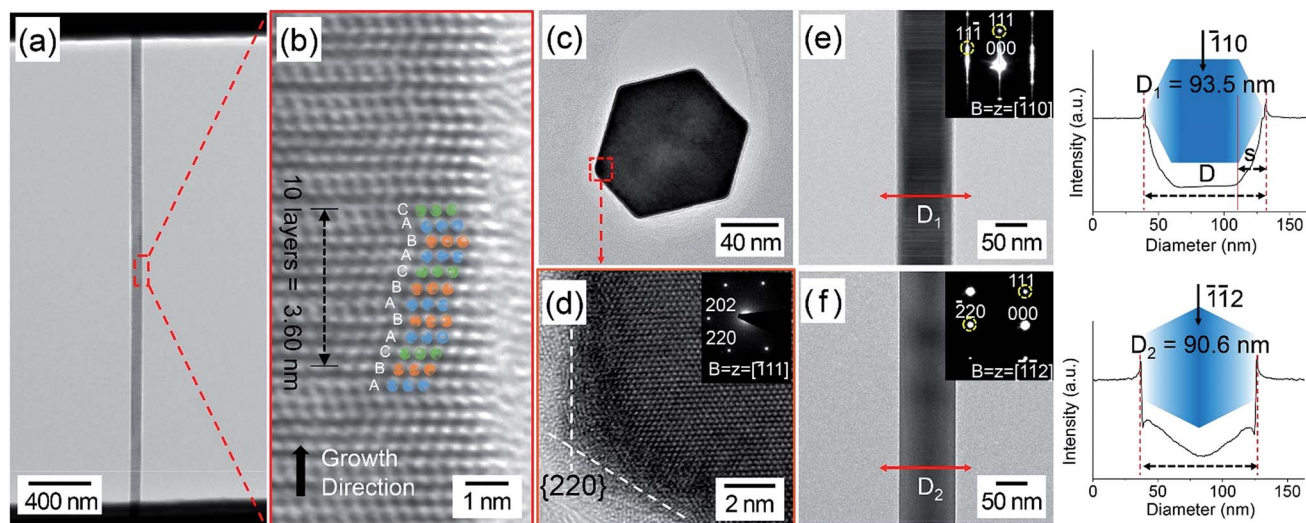 (a)
400 nm
(b)
10 layers = 3.60 nm
C
A
B
A
C
B
A
B
A
C
B
A
Growth
Direction
1 nm
(c)
40 nm
(d)
202
220
B=z=[1̄11]
{220}
2 nm
(e)
111̄
111
000
B=z=[1̄10]
D₁
50 nm
1̄10
D₁ = 93.5 nm
D
s
Intensity (a.u.)
0 50 100 150
Diameter (nm)
(f)
111
2̄20
000
B=z=[1̄1̄2]
D₂
50 nm
1̄1̄2
D₂ = 90.6 nm
Intensity (a.u.)
0 50 100 150
Diameter (nm)